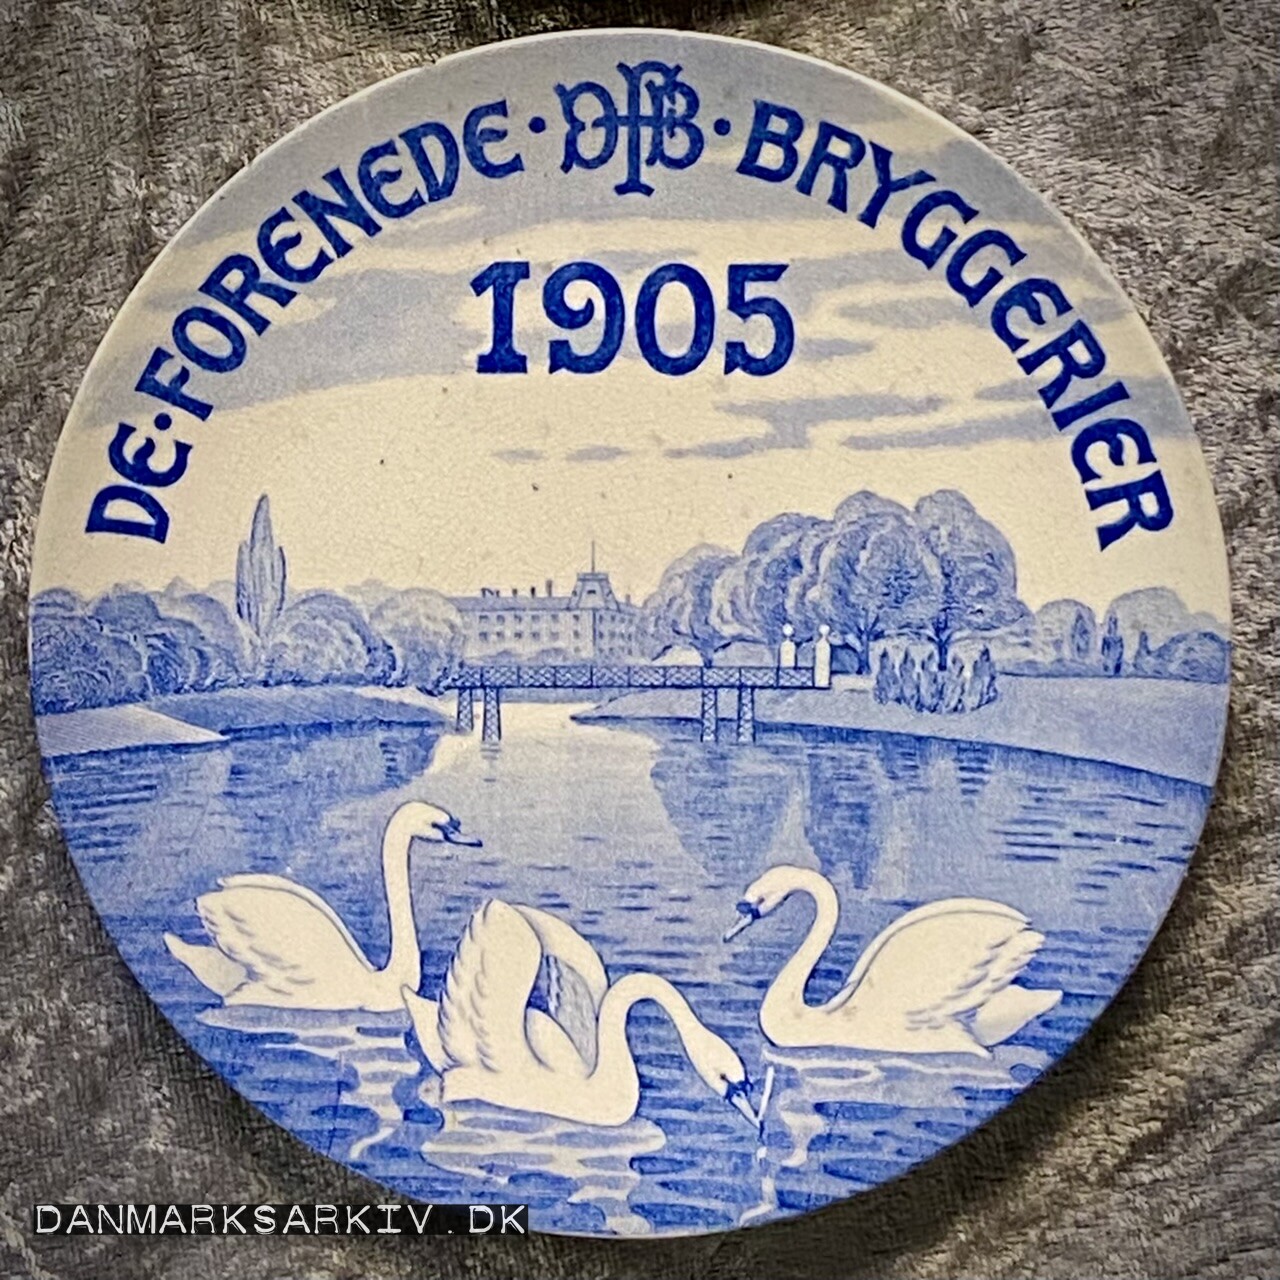 DE·FORENEDE · DFB · BRYGGERIER
1905
DANMARKSARKIV.DK